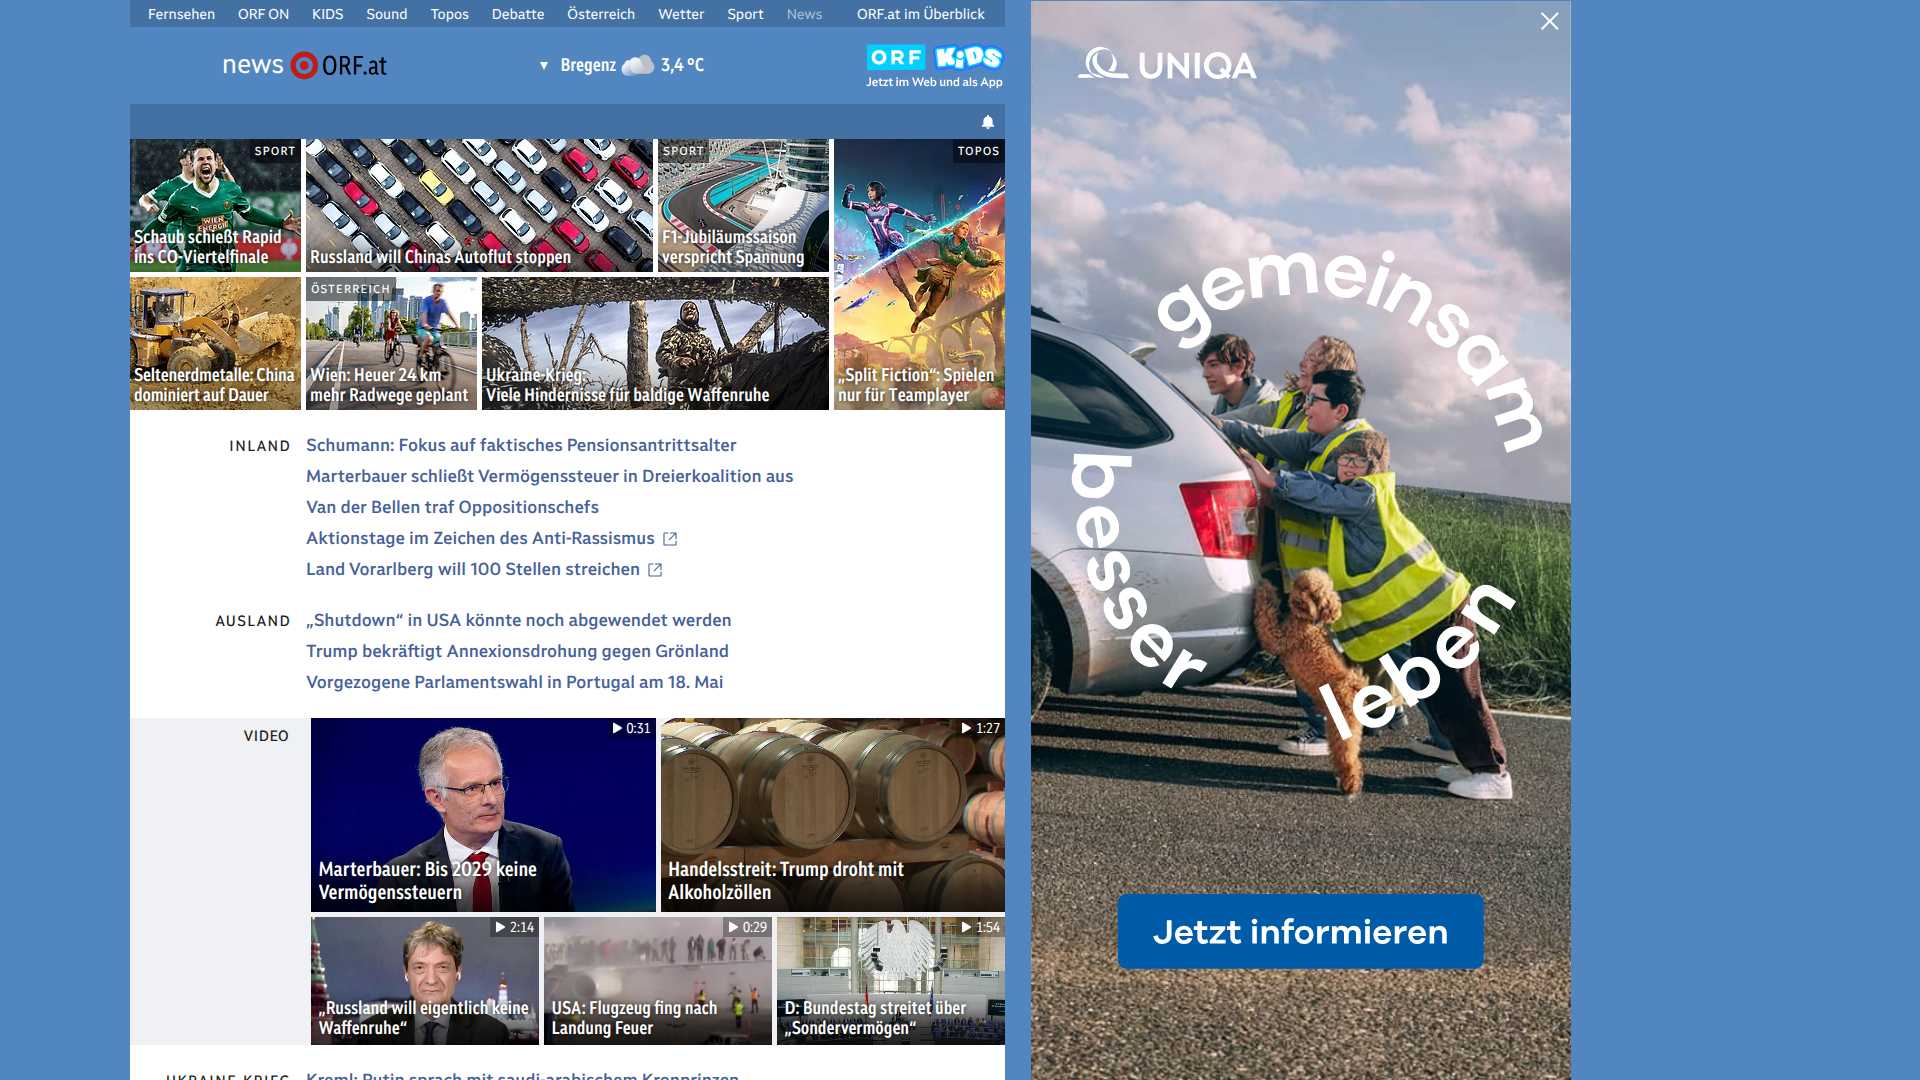 Fernsehen ORF ON KIDS Sound Topos Debatte Österreich Wetter Sport News ORF.at im Überblick
news ORF.at
▼ Bregenz 3,4 °C
ORF KIDS
Jetzt im Web und als App
SPORT
Schaub schießt Rapid
ins CO-Viertelfinale
Russland will Chinas Autoflut stoppen
SPORT
F1-Jubiläumssaison
verspricht Spannung
TOPOS
„Split Fiction“: Spielen
nur für Teamplayer
Seltenerdmetalle: China
dominiert auf Dauer
ÖSTERREICH
Wien: Heuer 24 km
mehr Radwege geplant
Ukraine-Krieg:
Viele Hindernisse für baldige Waffenruhe
INLAND
Schumann: Fokus auf faktisches Pensionsantrittsalter
Marterbauer schließt Vermögenssteuer in Dreierkoalition aus
Van der Bellen traf Oppositionschefs
Aktionstage im Zeichen des Anti-Rassismus
Land Vorarlberg will 100 Stellen streichen
AUSLAND
„Shutdown“ in USA könnte noch abgewendet werden
Trump bekräftigt Annexionsdrohung gegen Grönland
Vorgezogene Parlamentswahl in Portugal am 18. Mai
VIDEO
0:31
Marterbauer: Bis 2029 keine
Vermögenssteuern
1:27
Handelsstreit: Trump droht mit
Alkoholzöllen
2:14
„Russland will eigentlich keine
Waffenruhe“
0:29
USA: Flugzeug fing nach
Landung Feuer
1:54
D: Bundestag streitet über
„Sondervermögen“
UKRAINE-KRIEG
Kreml: Putin sprach mit saudi-arabischem Kronprinzen
UNIQA
gemeinsam
besser
leben
Jetzt informieren